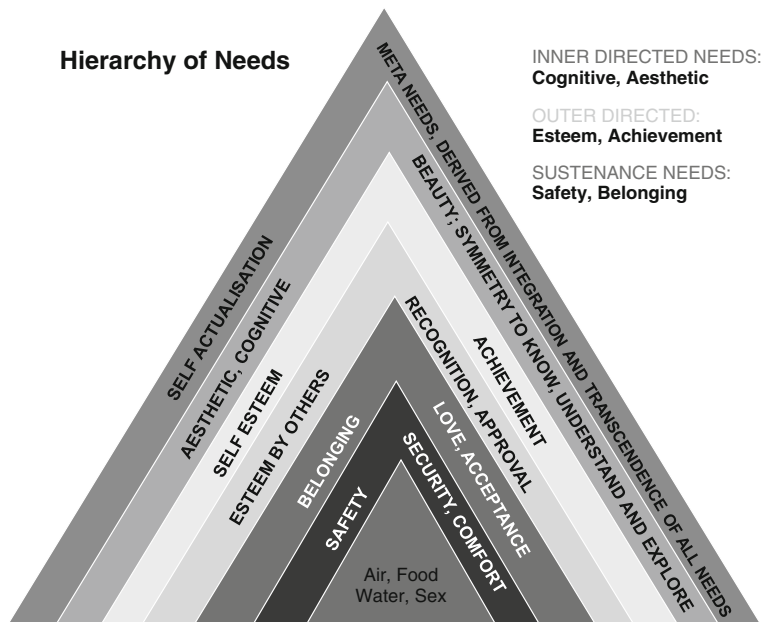 Hierarchy of Needs
INNER DIRECTED NEEDS:
Cognitive, Aesthetic
OUTER DIRECTED:
Esteem, Achievement
SUSTENANCE NEEDS:
Safety, Belonging
SELF ACTUALISATION
META NEEDS, DERIVED FROM INTEGRATION AND TRANSCENDENCE OF ALL NEEDS
AESTHETIC, COGNITIVE
BEAUTY; SYMMETRY TO KNOW, UNDERSTAND AND EXPLORE
SELF ESTEEM
ACHIEVEMENT
ESTEEM BY OTHERS
RECOGNITION, APPROVAL
BELONGING
LOVE, ACCEPTANCE
SAFETY
SECURITY, COMFORT
Air, Food
Water, Sex